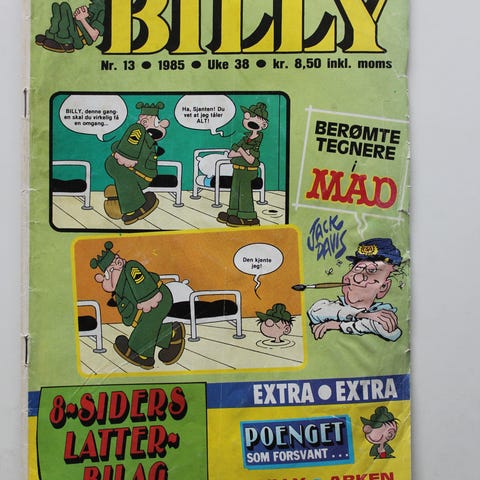 BILLY
Nr. 13 • 1985 • Uke 38 • kr. 8,50 inkl. moms
BILLY, denne gang-
en skal du virkelig få
en omgang...
Ha, Sjanten! Du
vet at jeg tåler
ALT!
BERØMTE
TEGNERE
i
MAD
JACK
DAVIS
Den kjente
jeg!
8-SIDERS
LATTER-
BILAG
EXTRA • EXTRA
POENGET
SOM FORSVANT...